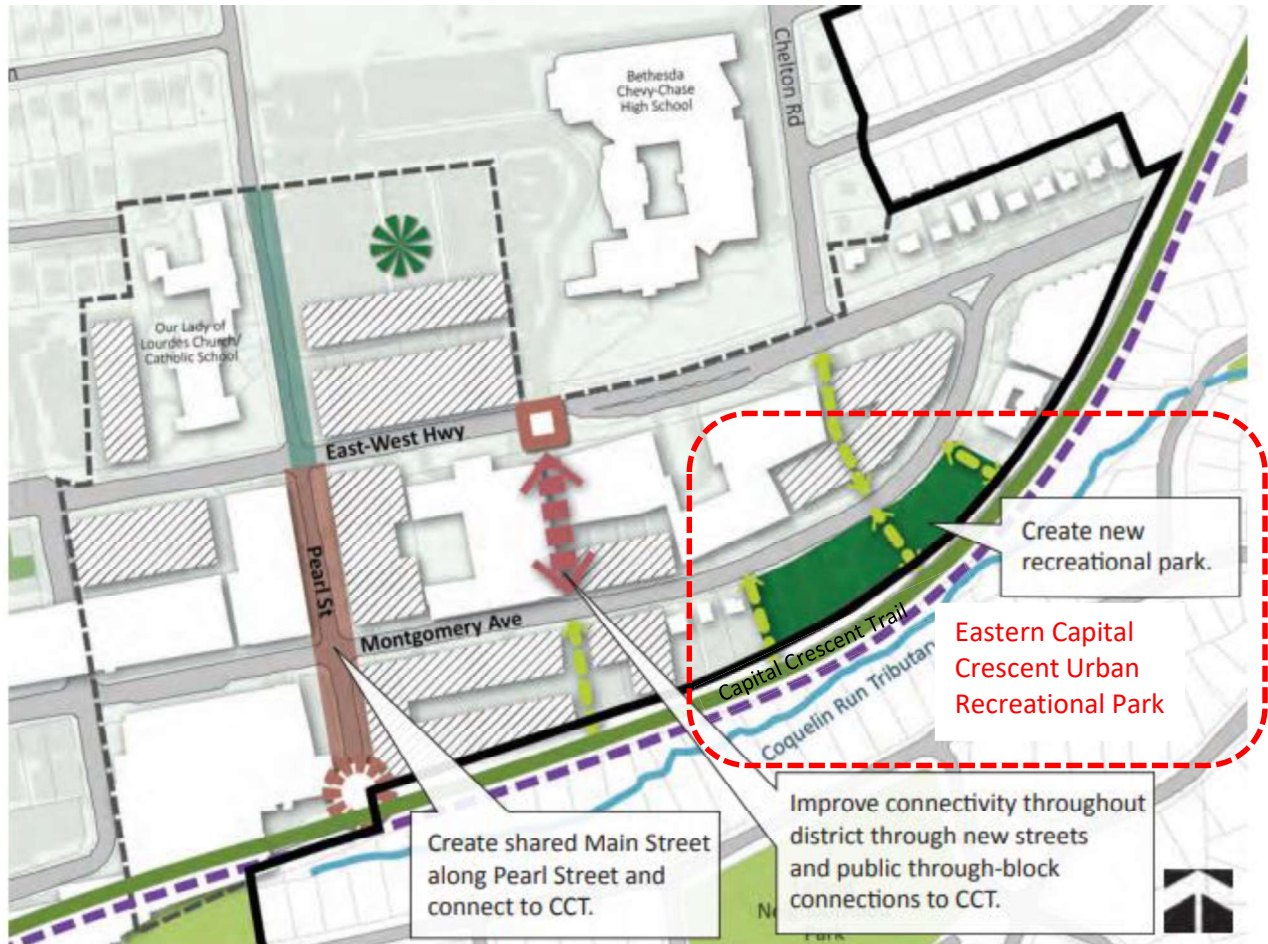 Bethesda
Chevy-Chase
High School
Chelton Rd
Our Lady of
Lourdes Church/
Catholic School
East-West Hwy
Pearl St
Montgomery Ave
Capital Crescent Trail
Coquelin Run Tributar
Create new
recreational park.
Eastern Capital
Crescent Urban
Recreational Park
Create shared Main Street
along Pearl Street and
connect to CCT.
Improve connectivity throughout
district through new streets
and public through-block
connections to CCT.
Park